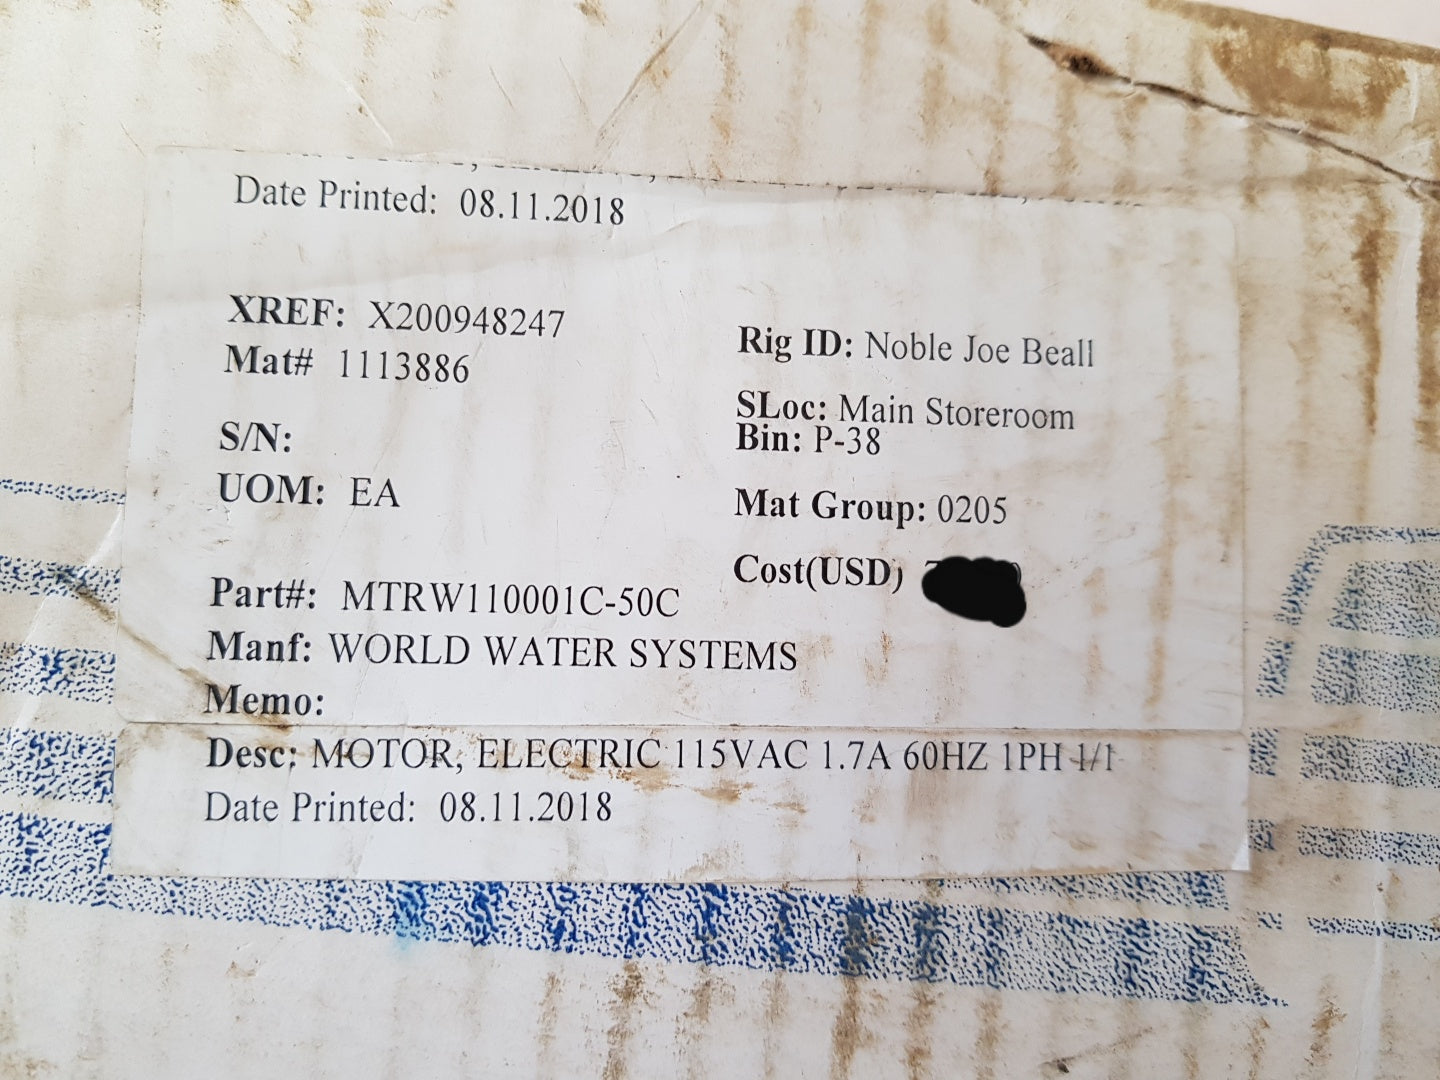 Date Printed: 08.11.2018
XREF: X200948247
Mat# 1113886
S/N:
UOM: EA
Rig ID: Noble Joe Beall
SLoc: Main Storeroom
Bin: P-38
Mat Group: 0205
Cost(USD)
Part#: MTRW110001C-50C
Manf: WORLD WATER SYSTEMS
Memo:
Desc: MOTOR, ELECTRIC 115VAC 1.7A 60HZ 1PH
Date Printed: 08.11.2018